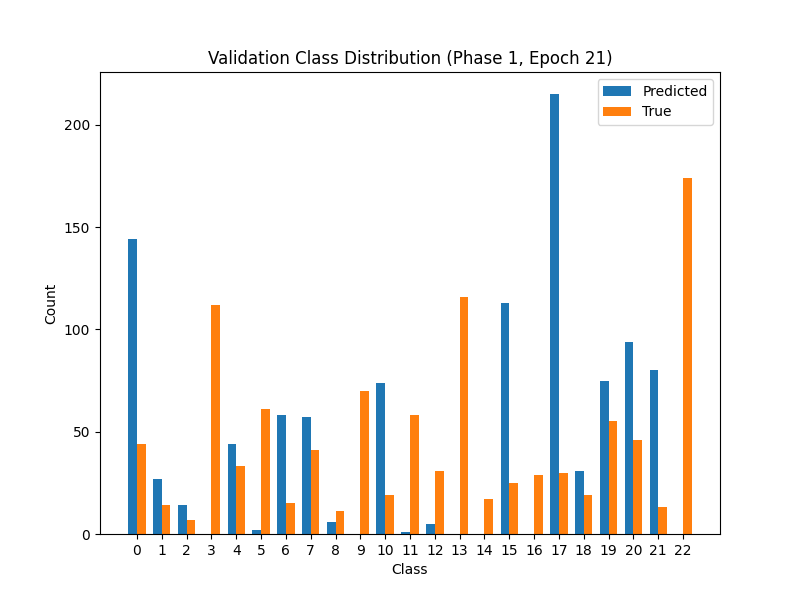 Validation Class Distribution (Phase 1, Epoch 21)
Predicted
True
200
150
100
50
0
Count
0 1 2 3 4 5 6 7 8 9 10 11 12 13 14 15 16 17 18 19 20 21 22
Class